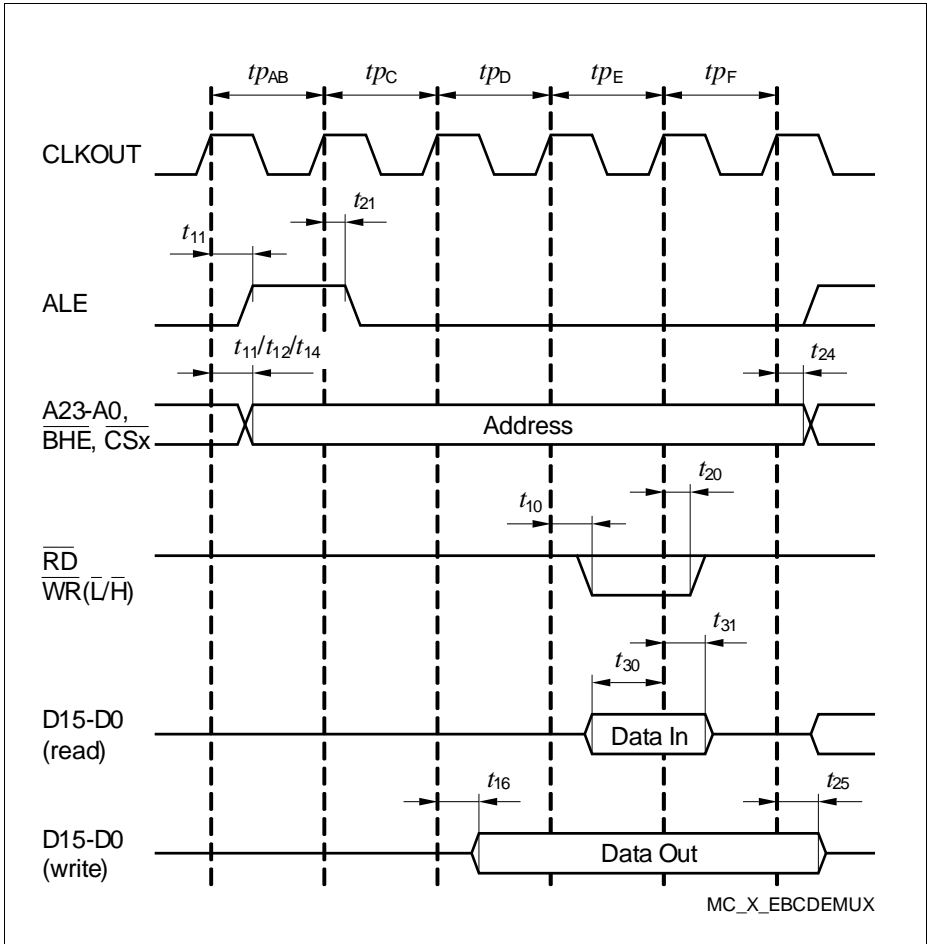 tpAB tpC tpD tpE tpF
CLKOUT
t21
t11
ALE
t11/t12/t14 t24
A23-A0,
BHE, CSx
Address
t20
t10
RD
WR(L/H)
t31
t30
D15-D0
(read)
Data In
t16 t25
D15-D0
(write)
Data Out
MC_X_EBCDEMUX